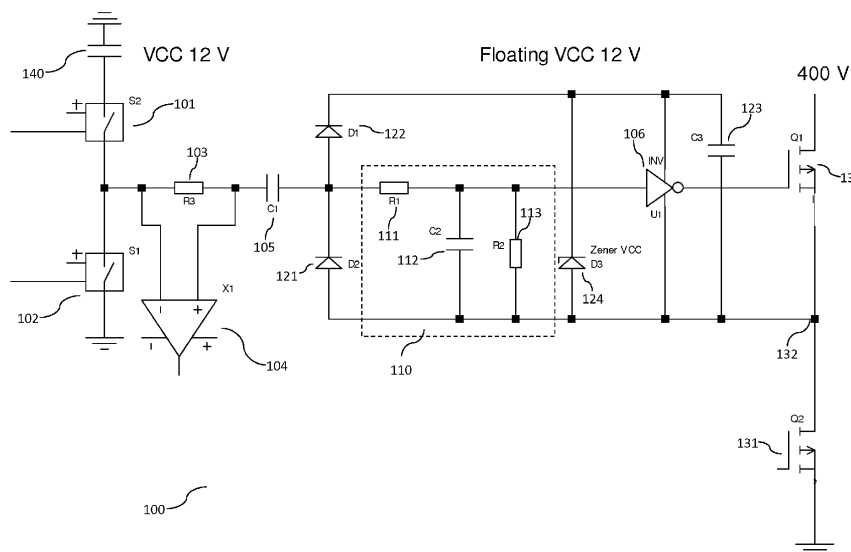 VCC 12 V
Floating VCC 12 V
400 V
140
S2
101
+
103
R3
C1
105
D1
122
R1
111
C2
112
113
R2
106
INV
U1
C3
123
Q1
13
S1
+
102
X1
-
+
-
+
104
121
D2
Zener VCC
D3
124
110
132
Q2
131
100